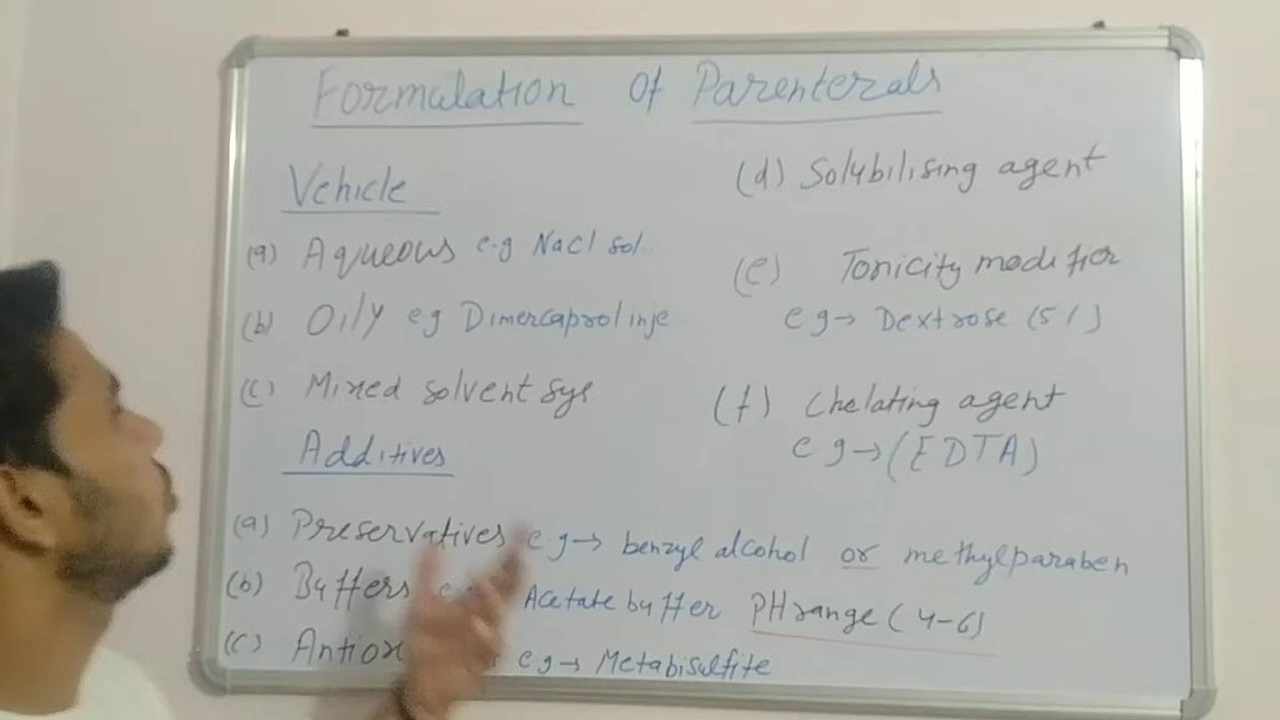 Formulation of Parenterals
Vehicle
(a) Aqueous e.g NaCl sol
(b) Oily eg Dimercaprol inje
(c) Mixed solvent sys
Additives
(a) Preservatives e.g→ benzyl alcohol or methylparaben
(b) Buffers Acetate buffer PH range (4-6)
(c) e g→ Metabisulfite
(d) Solubilising agent
(e) Tonicity modifier
e g→ Dextrose (5%)
(f) chelating agent
e g→ (EDTA)